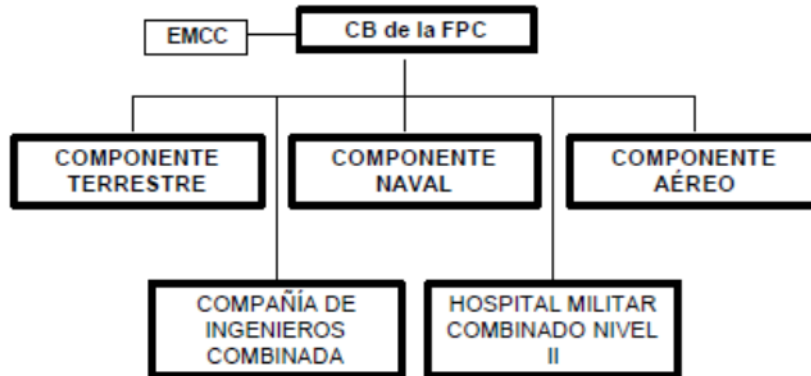 EMCC
CB de la FPC
COMPONENTE
TERRESTRE
COMPONENTE
NAVAL
COMPONENTE
AÉREO
COMPAÑÍA DE
INGENIEROS
COMBINADA
HOSPITAL MILITAR
COMBINADO NIVEL
II